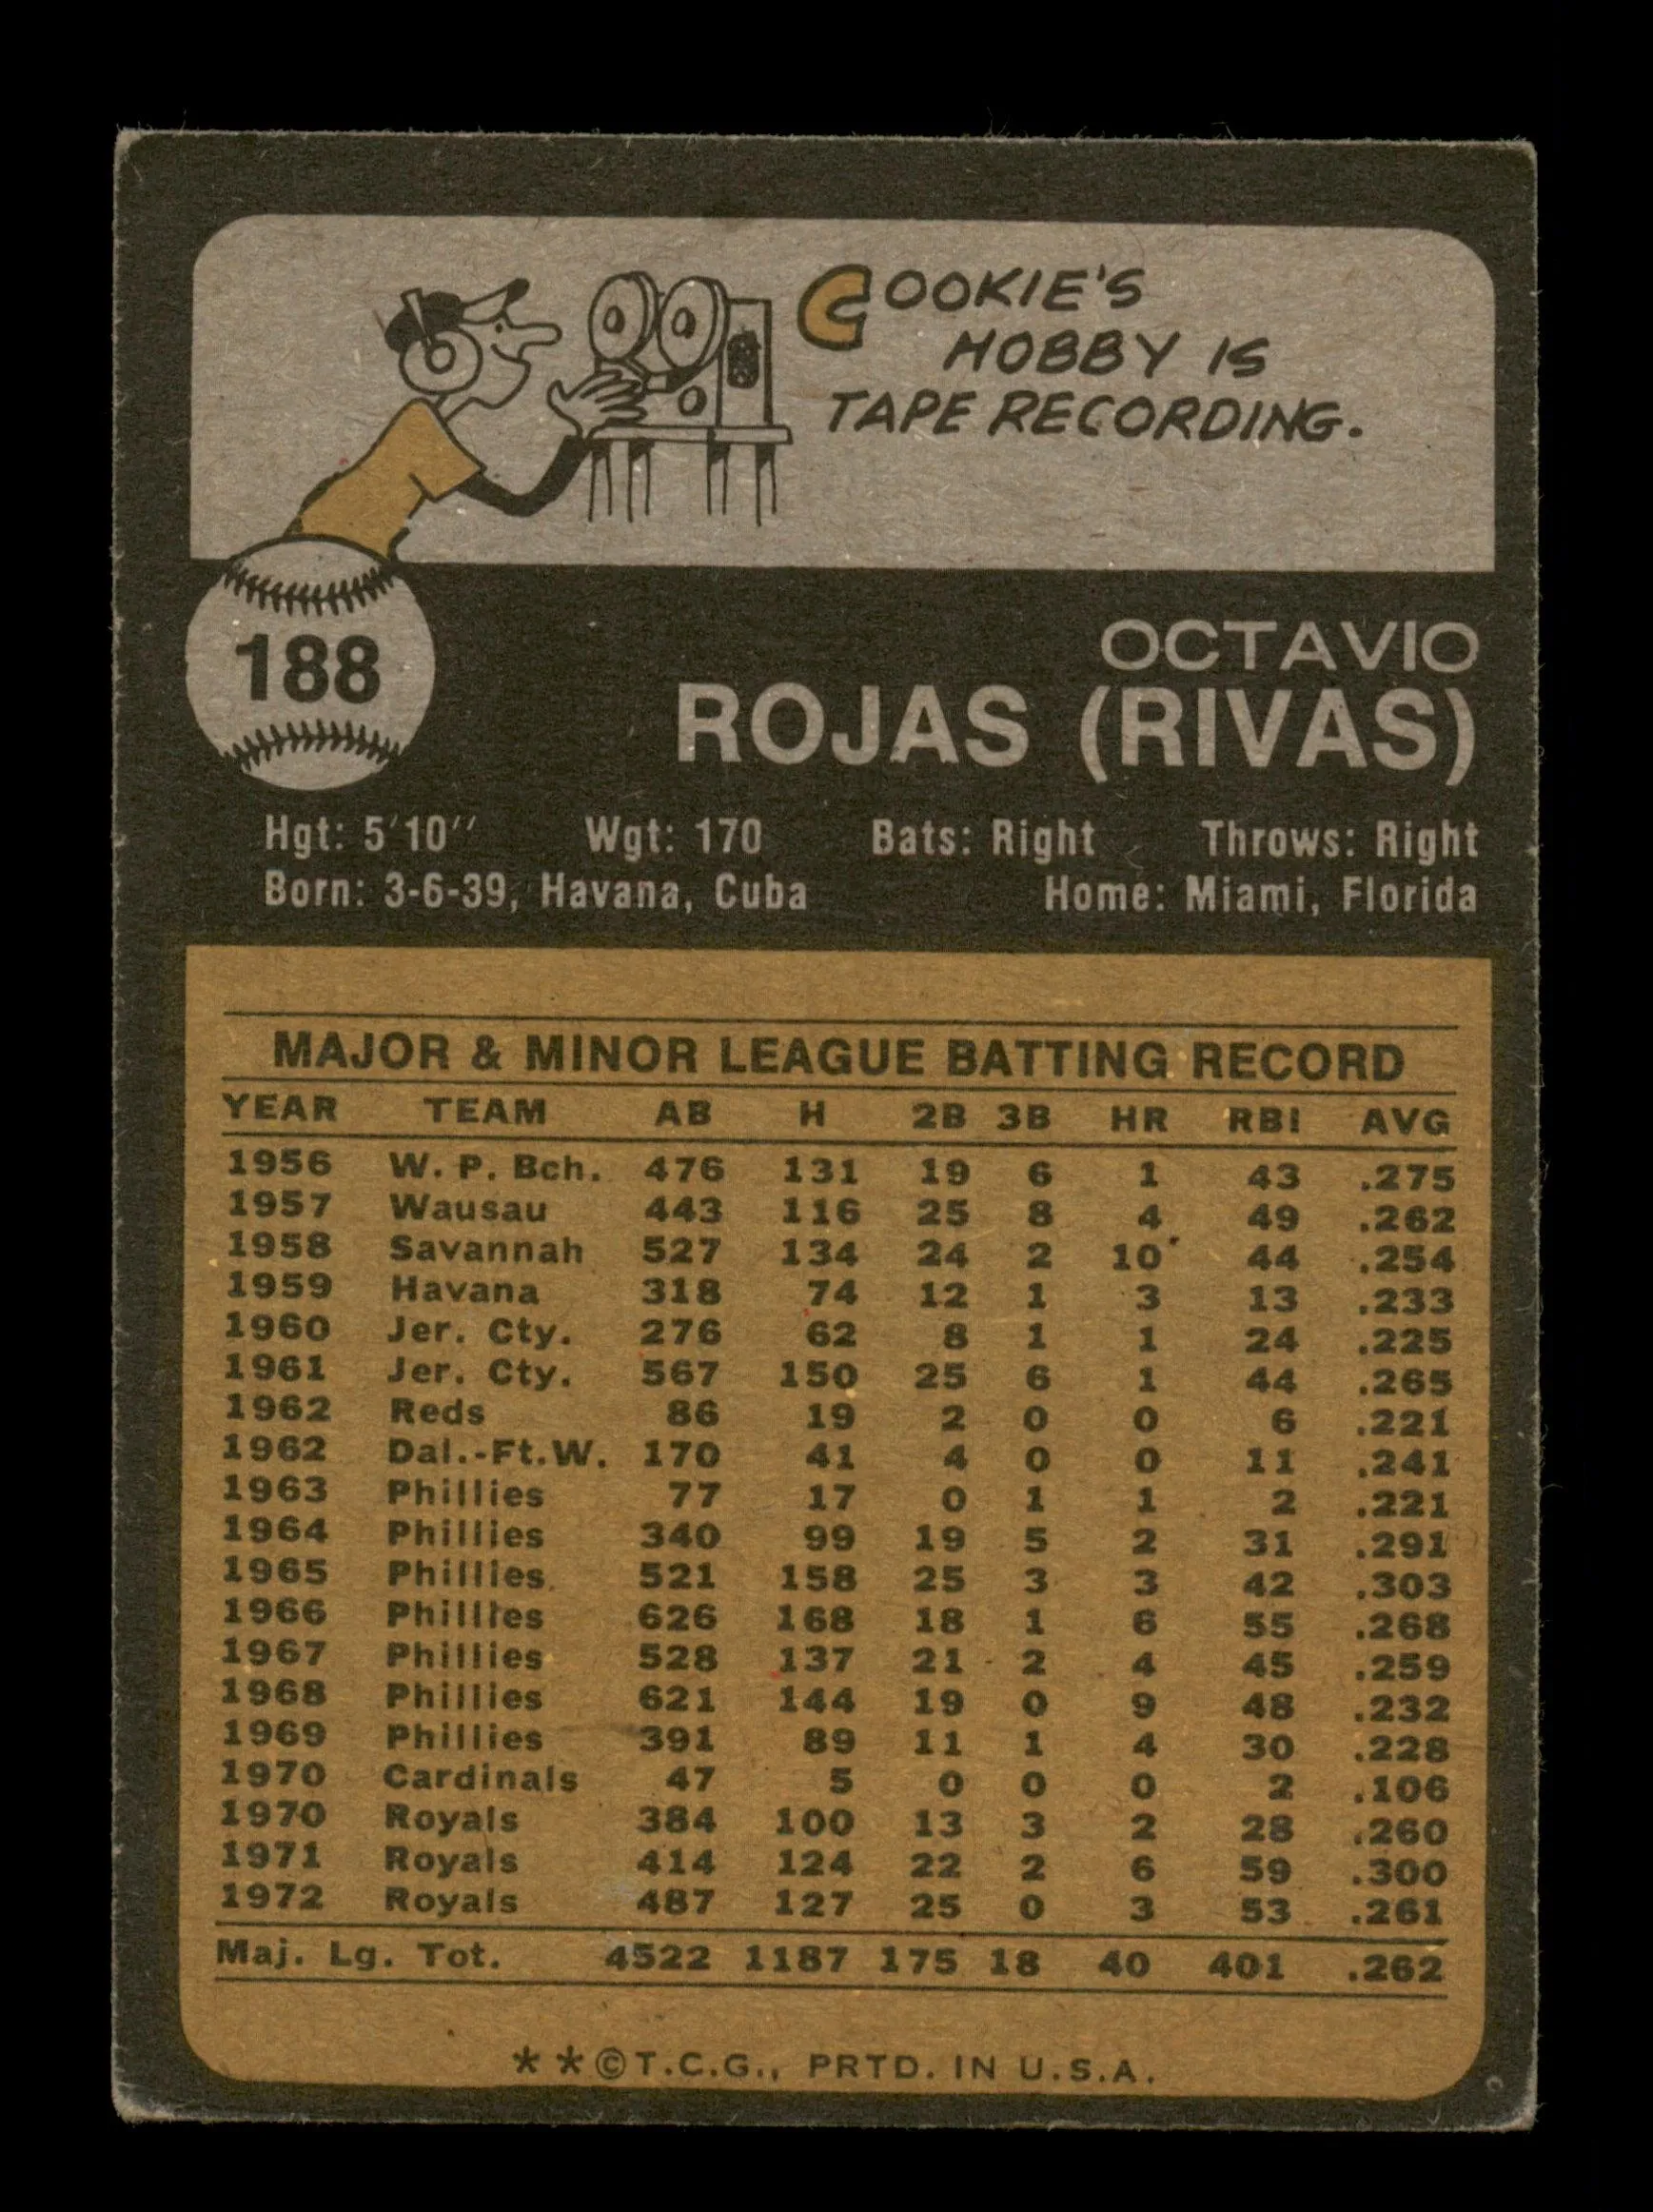 COOKIE'S
HOBBY IS
TAPE RECORDING.
188
OCTAVIO
ROJAS (RIVAS)
Hgt: 5'10" Wgt: 170 Bats: Right Throws: Right
Born: 3-6-39, Havana, Cuba Home: Miami, Florida
MAJOR & MINOR LEAGUE BATTING RECORD
YEAR TEAM AB H 2B 3B HR RBI AVG
1956 W. P. Bch. 476 131 19 6 1 43 .275
1957 Wausau 443 116 25 8 4 49 .262
1958 Savannah 527 134 24 2 10 44 .254
1959 Havana 318 74 12 1 3 13 .233
1960 Jer. Cty. 276 62 8 1 1 24 .225
1961 Jer. Cty. 567 150 25 6 1 44 .265
1962 Reds 86 19 2 0 0 6 .221
1962 Dal.-Ft.W. 170 41 4 0 0 11 .241
1963 Phillies 77 17 0 1 1 2 .221
1964 Phillies 340 99 19 5 2 31 .291
1965 Phillies 521 158 25 3 3 42 .303
1966 Phillies 626 168 18 1 6 55 .268
1967 Phillies 528 137 21 2 4 45 .259
1968 Phillies 621 144 19 0 9 48 .232
1969 Phillies 391 89 11 1 4 30 .228
1970 Cardinals 47 5 0 0 0 2 .106
1970 Royals 384 100 13 3 2 28 .260
1971 Royals 414 124 22 2 6 59 .300
1972 Royals 487 127 25 0 3 53 .261
Maj. Lg. Tot. 4522 1187 175 18 40 401 .262
**©T.C.G., PRTD. IN U.S.A.